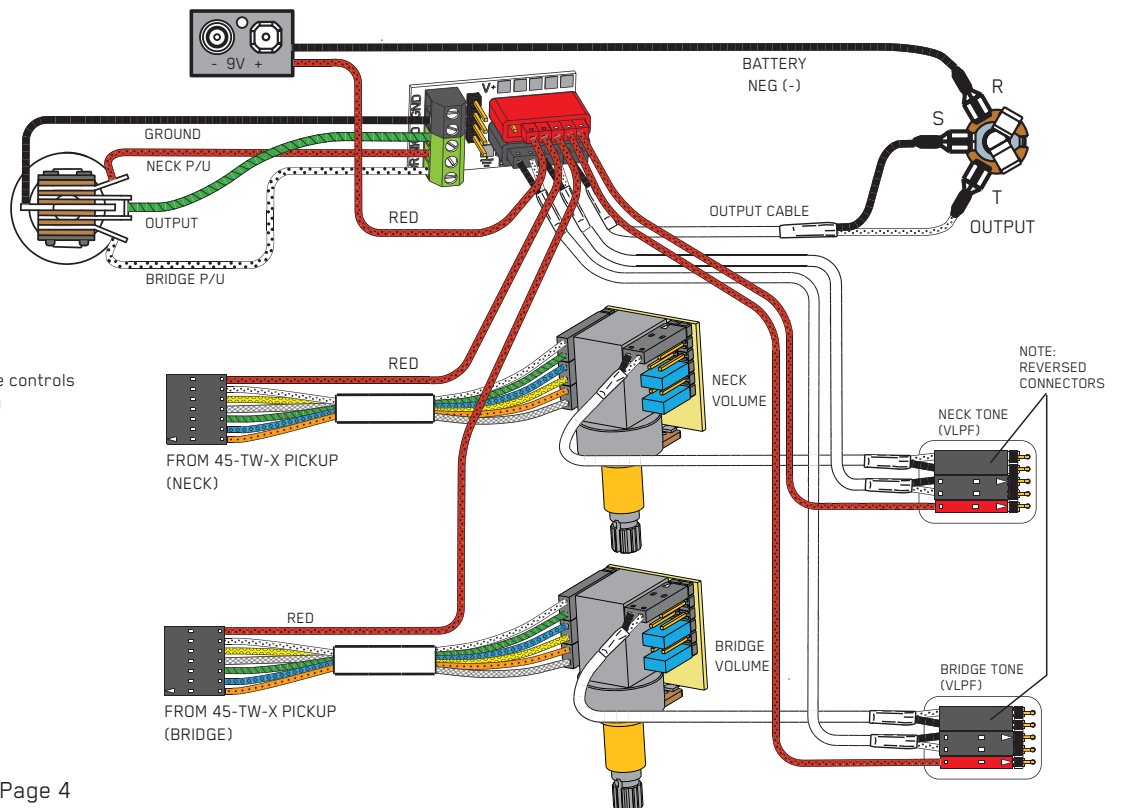 - 9V +
BATTERY
NEG (-)
R
S
T
OUTPUT
V+
GND
GROUND
NECK P/U
OUTPUT
BRIDGE P/U
RED
OUTPUT CABLE
e controls
RED
NECK
VOLUME
NOTE:
REVERSED
CONNECTORS
NECK TONE
(VLPF)
FROM 45-TW-X PICKUP
(NECK)
RED
BRIDGE
VOLUME
BRIDGE TONE
(VLPF)
FROM 45-TW-X PICKUP
(BRIDGE)
Page 4